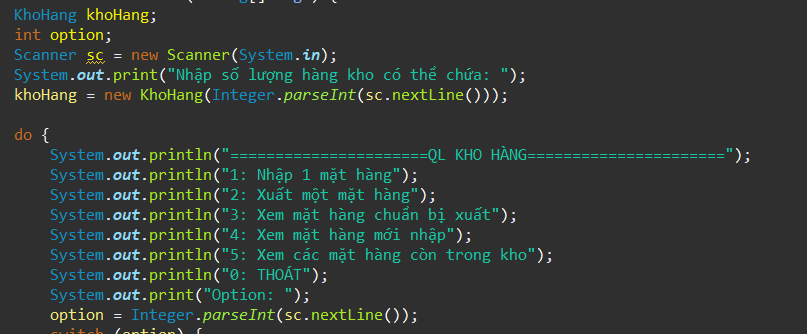 KhoHang khoHang;
int option;
Scanner sc = new Scanner(System.in);
System.out.print("Nhập số lượng hàng kho có thể chứa: ");
khoHang = new KhoHang(Integer.parseInt(sc.nextLine()));
do {
System.out.println("======================QL KHO HÀNG======================");
System.out.println("1: Nhập 1 mặt hàng");
System.out.println("2: Xuất một mặt hàng");
System.out.println("3: Xem mặt hàng chuẩn bị xuất");
System.out.println("4: Xem mặt hàng mới nhập");
System.out.println("5: Xem các mặt hàng còn trong kho");
System.out.println("0: THOÁT");
System.out.print("Option: ");
option = Integer.parseInt(sc.nextLine());
switch (option) {